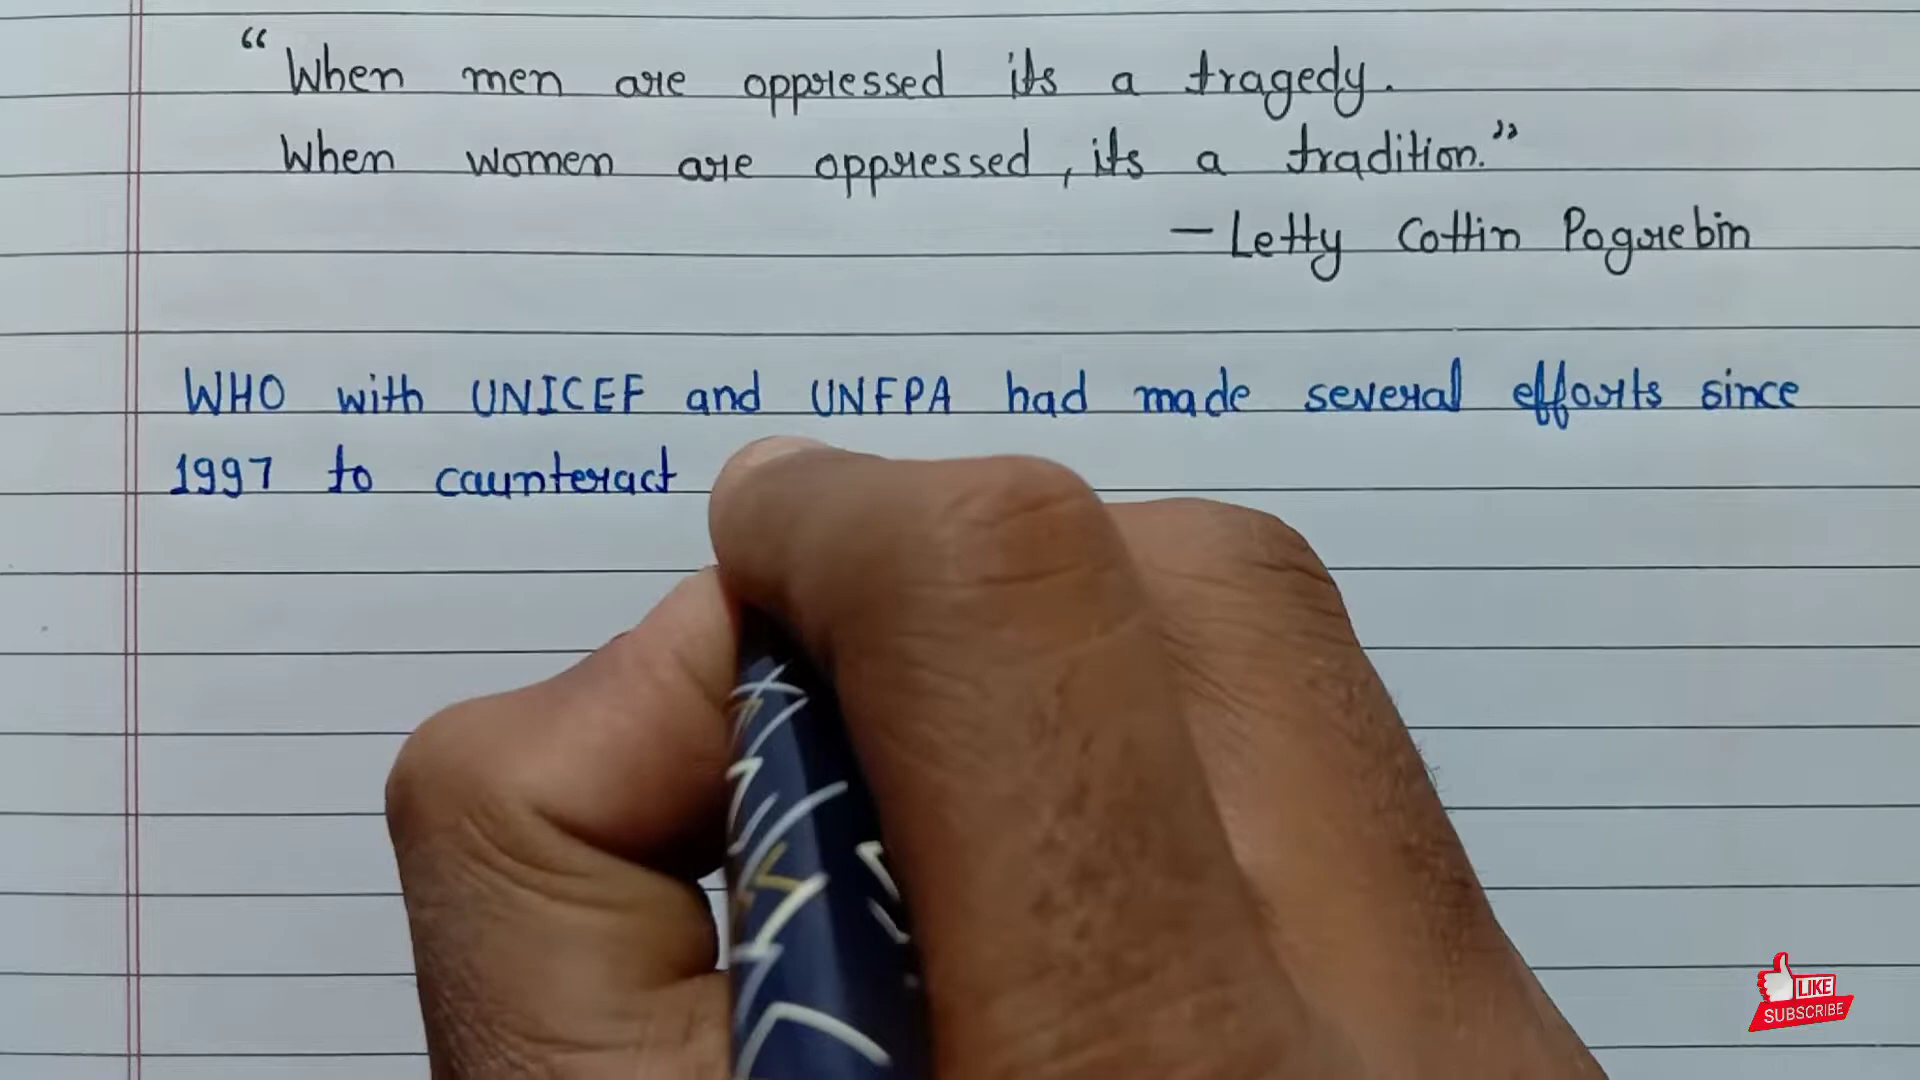 “When men are oppressed its a tragedy.
When women are oppressed, its a tradition.”
— Letty Cottin Pogrebin
WHO with UNICEF and UNFPA had made several efforts since
1997 to counteract
LIKE
SUBSCRIBE